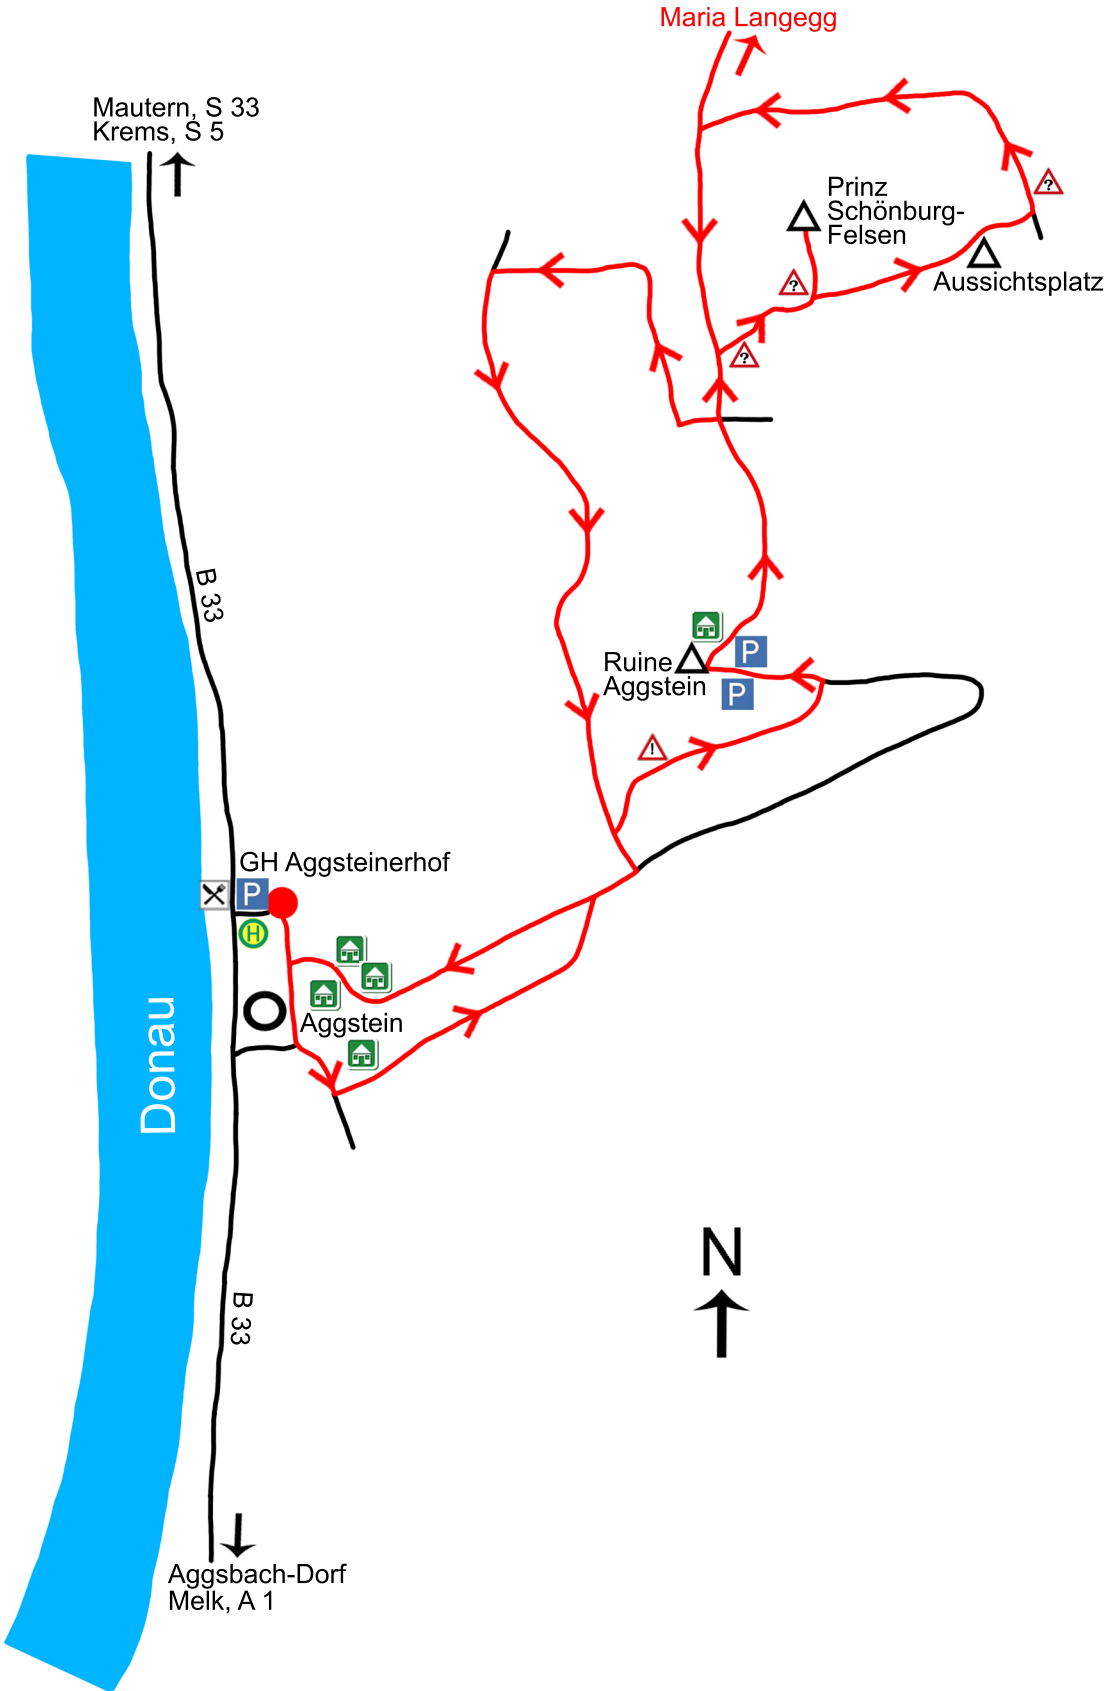 Maria Langegg
Mautern, S 33
Krems, S 5
?
Prinz
Schönburg-
Felsen
?
Aussichtsplatz
?
B 33
P
Ruine
Aggstein
P
!
GH Aggsteinerhof
P
H
Donau
Aggstein
N
B 33
Aggsbach-Dorf
Melk, A 1